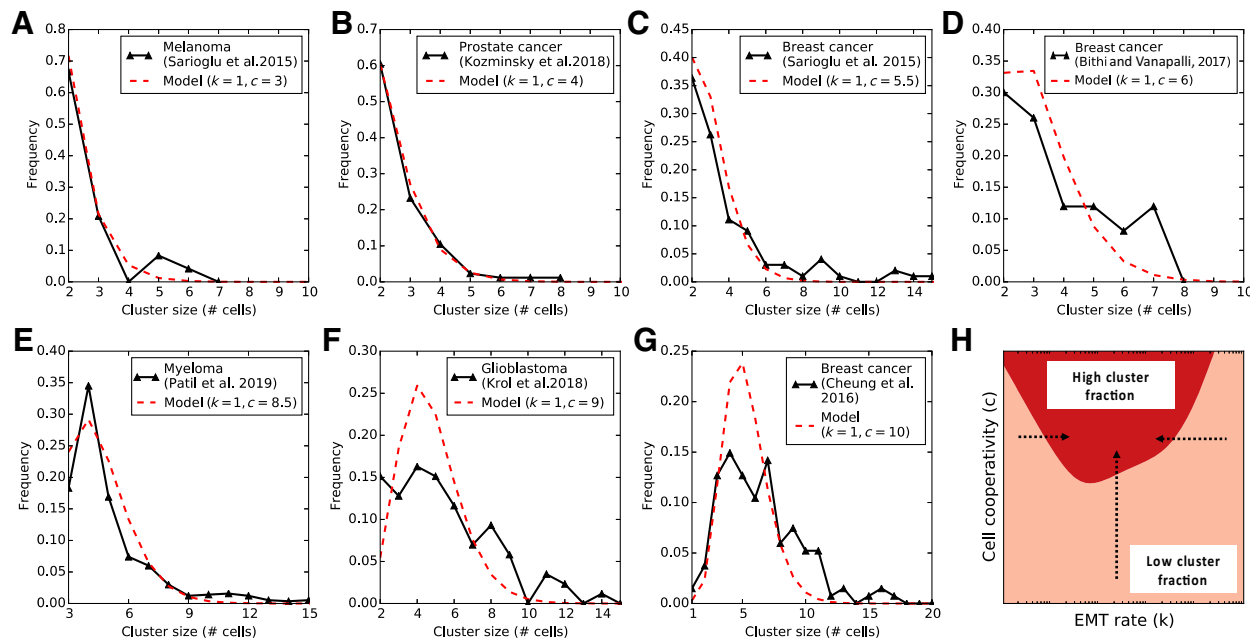 A
0.8
0.7
0.6
0.5
0.4
0.3
0.2
0.1
0.0
Frequency
Melanoma
(Sarioglu et al.2015)
Model (k = 1, c = 3)
2 3 4 5 6 7 8 9 10
Cluster size (# cells)
B
0.7
0.6
0.5
0.4
0.3
0.2
0.1
0.0
Frequency
Prostate cancer
(Kozminsky et al.2018)
Model (k = 1, c = 4)
2 3 4 5 6 7 8 9 10
Cluster size (# cells)
C
0.45
0.40
0.35
0.30
0.25
0.20
0.15
0.10
0.05
0.00
Frequency
Breast cancer
(Sarioglu et al. 2015)
Model (k = 1, c = 5.5)
2 4 6 8 10 12 14 15
Cluster size (# cells)
D
0.40
0.35
0.30
0.25
0.20
0.15
0.10
0.05
0.00
Frequency
Breast cancer
(Bithi and Vanapalli, 2017)
Model (k = 1, c = 6)
2 3 4 5 6 7 8 9 10
Cluster size (# cells)
E
0.40
0.35
0.30
0.25
0.20
0.15
0.10
0.05
0.00
Frequency
Myeloma
(Patil et al. 2019)
Model (k = 1, c = 8.5)
3 6 9 12 15
Cluster size (# cells)
F
0.30
0.25
0.20
0.15
0.10
0.05
0.00
Frequency
Glioblastoma
(Krol et al.2018)
Model (k = 1, c = 9)
2 4 6 8 10 12 14 15
Cluster size (# cells)
G
0.25
0.20
0.15
0.10
0.05
0.00
Frequency
Breast cancer
(Cheung et al.
2016)
Model
(k = 1, c = 10)
1 5 10 15 20
Cluster size (# cells)
H
Cell cooperativity (c)
High cluster
fraction
Low cluster
fraction
EMT rate (k)